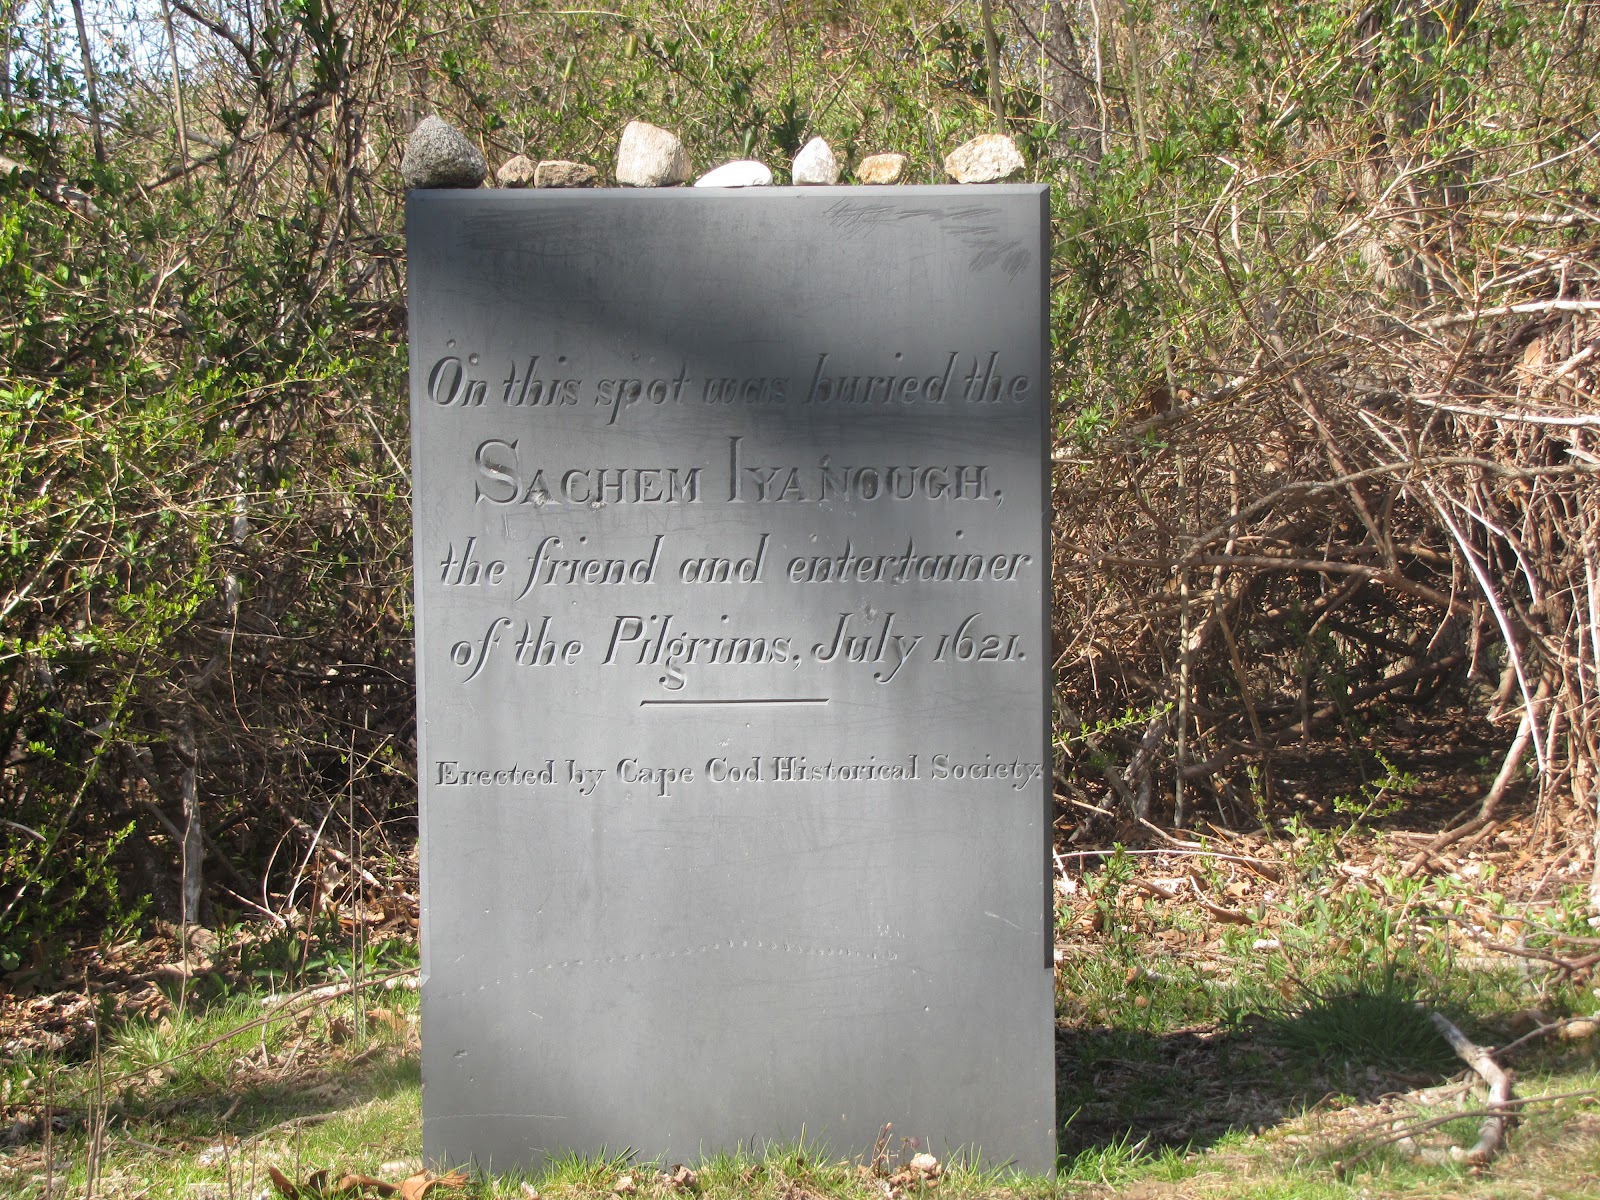 On this spot was buried the
SACHEM IYANOUGH,
the friend and entertainer
of the Pilgrims, July 1621.
Erected by Cape Cod Historical Society.